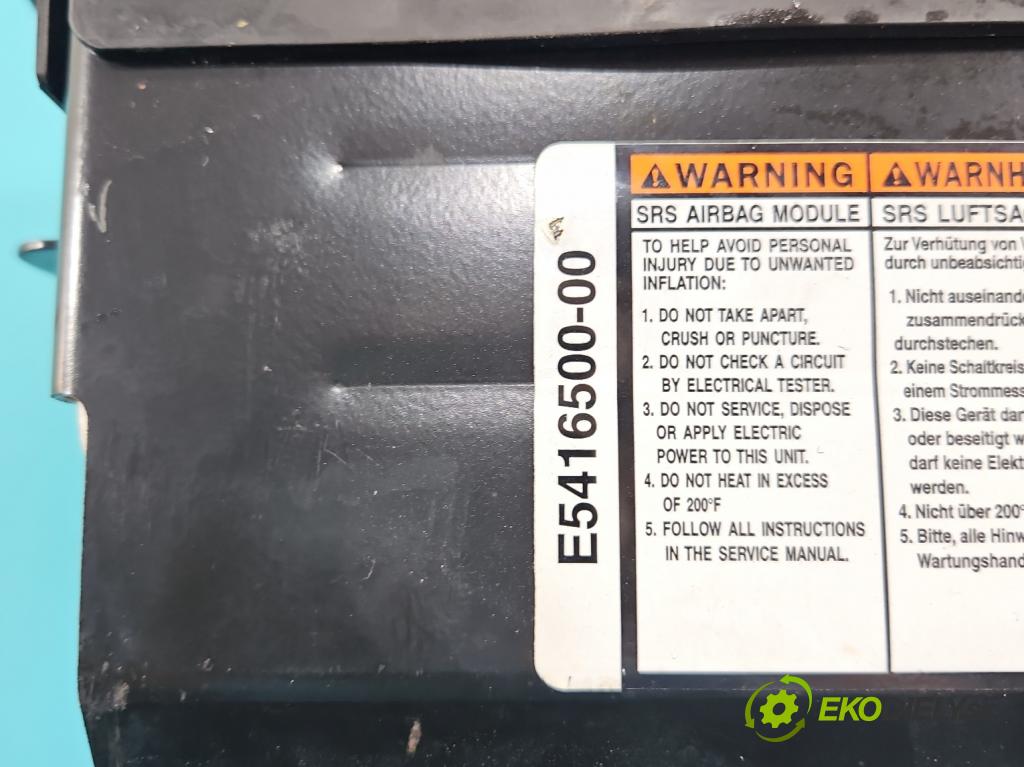 E5416500-00
WARNING
SRS AIRBAG MODULE
TO HELP AVOID PERSONAL
INJURY DUE TO UNWANTED
INFLATION:
1. DO NOT TAKE APART,
CRUSH OR PUNCTURE.
2. DO NOT CHECK A CIRCUIT
BY ELECTRICAL TESTER.
3. DO NOT SERVICE, DISPOSE
OR APPLY ELECTRIC
POWER TO THIS UNIT.
4. DO NOT HEAT IN EXCESS
OF 200°F
5. FOLLOW ALL INSTRUCTIONS
IN THE SERVICE MANUAL.
WARNH
SRS LUFTSA
Zur Verhütung von
durch unbeabsichti
1. Nicht auseinand
zusammendrück
durchstechen.
2. Keine Schaltkreis
einem Strommess
3. Diese Gerät dar
oder beseitigt w
darf keine Elekt
werden.
4. Nicht über 200°
5. Bitte, alle Hinw
Wartungshand
EKO